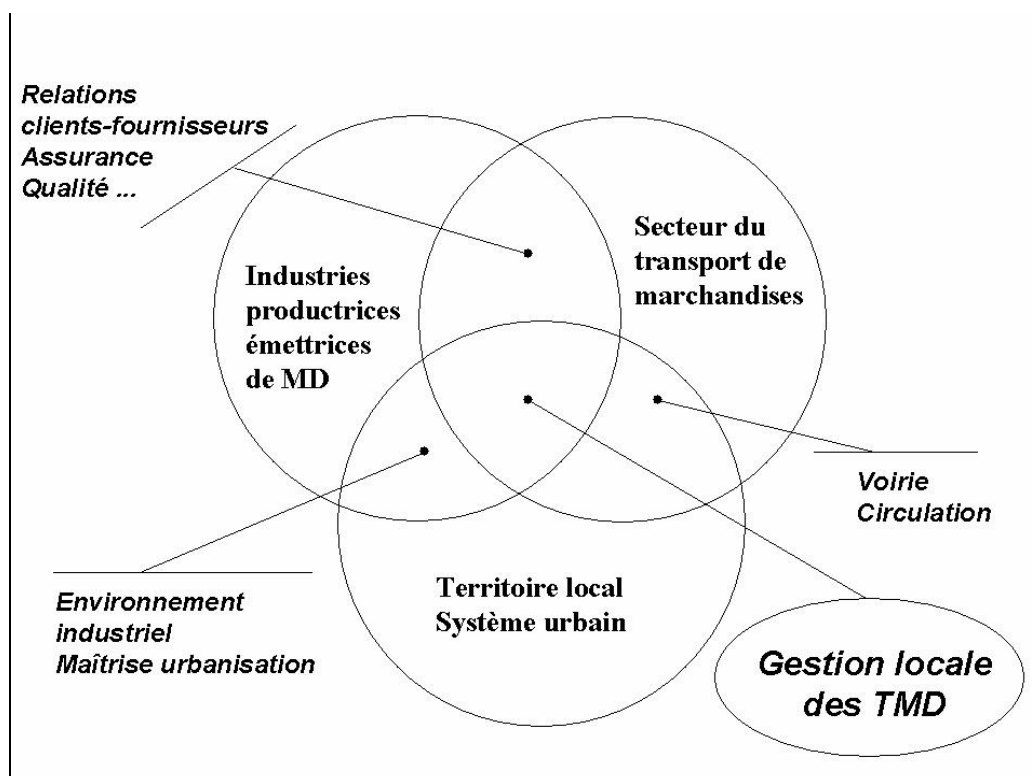 Relations
clients-fournisseurs
Assurance
Qualité ...
Secteur du
transport de
marchandises
Industries
productrices
émettrices
de MD
Voirie
Circulation
Territoire local
Système urbain
Environnement
industriel
Maîtrise urbanisation
Gestion locale
des TMD